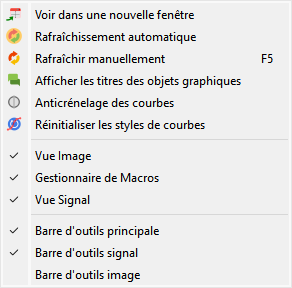 Voir dans une nouvelle fenêtre
Rafraîchissement automatique
Rafraîchir manuellement F5
Afficher les titres des objets graphiques
Anticrénelage des courbes
Réinitialiser les styles de courbes
Vue Image
Gestionnaire de Macros
Vue Signal
Barre d'outils principale
Barre d'outils signal
Barre d'outils image